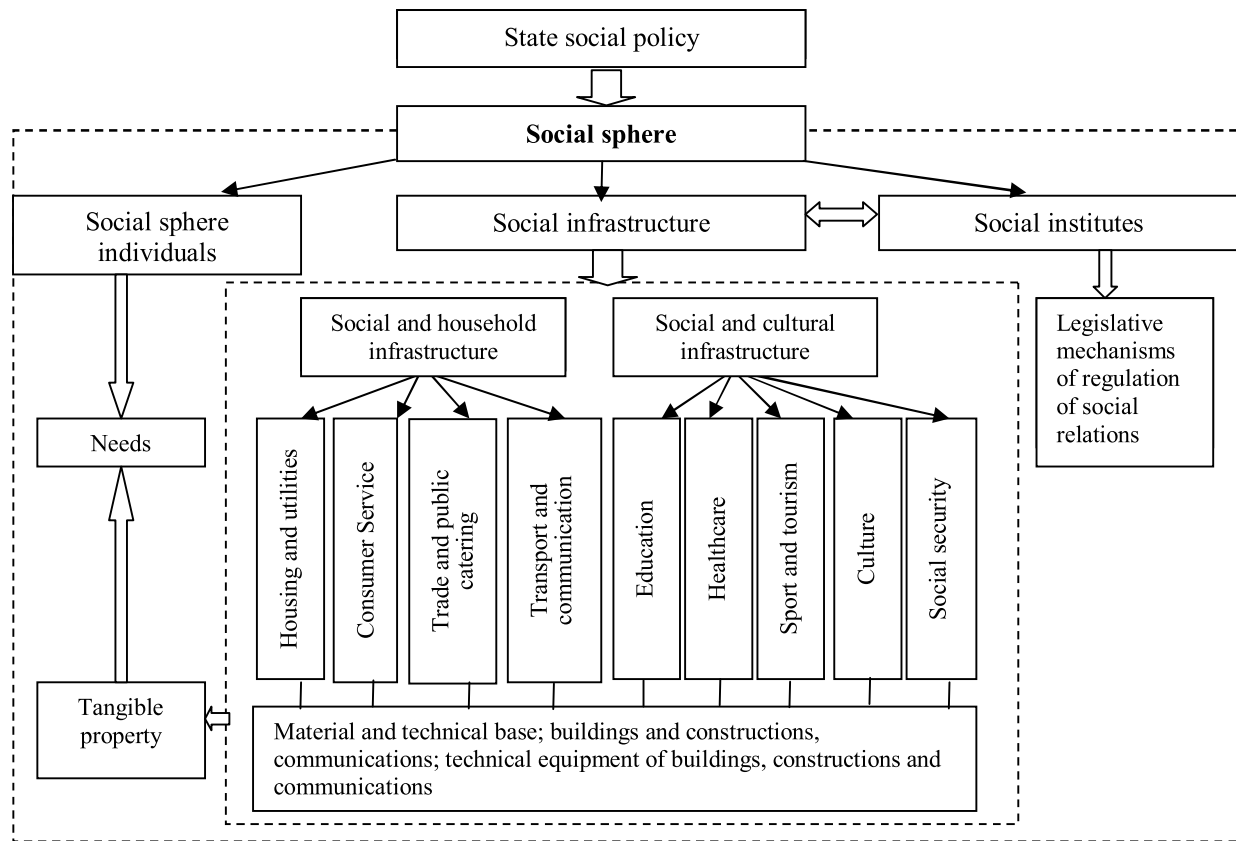 State social policy
Social sphere
Social sphere
individuals
Social infrastructure
Social institutes
Social and household
infrastructure
Social and cultural
infrastructure
Legislative
mechanisms
of regulation
of social
relations
Needs
Housing and utilities
Consumer Service
Trade and public
catering
Transport and
communication
Education
Healthcare
Sport and tourism
Culture
Social security
Tangible
property
Material and technical base; buildings and constructions,
communications; technical equipment of buildings, constructions and
communications